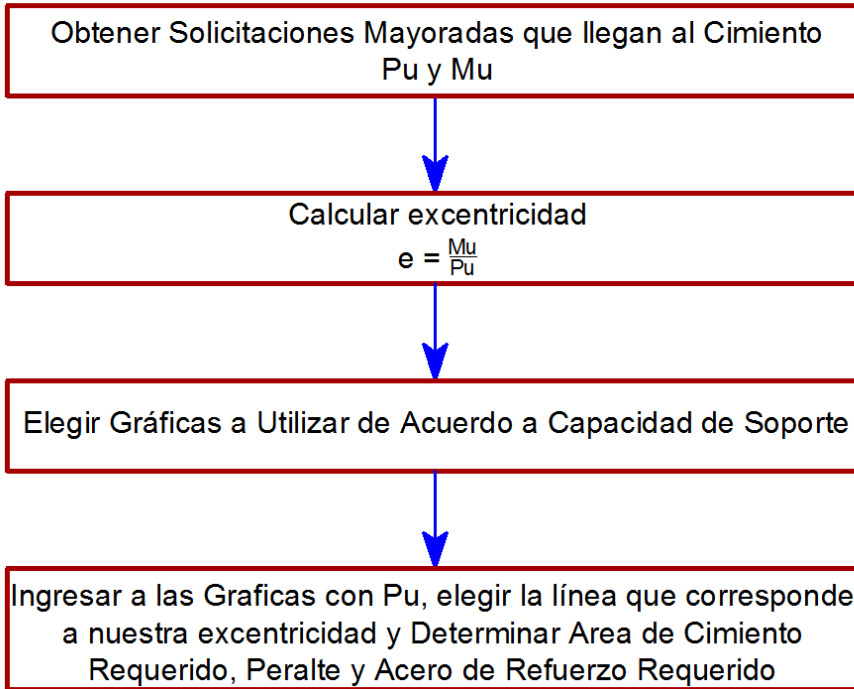 Obtener Solicitaciones Mayoradas que llegan al Cimiento
Pu y Mu
Calcular excentricidad
e = Mu/Pu
Elegir Gráficas a Utilizar de Acuerdo a Capacidad de Soporte
Ingresar a las Graficas con Pu, elegir la línea que corresponde
a nuestra excentricidad y Determinar Area de Cimiento
Requerido, Peralte y Acero de Refuerzo Requerido